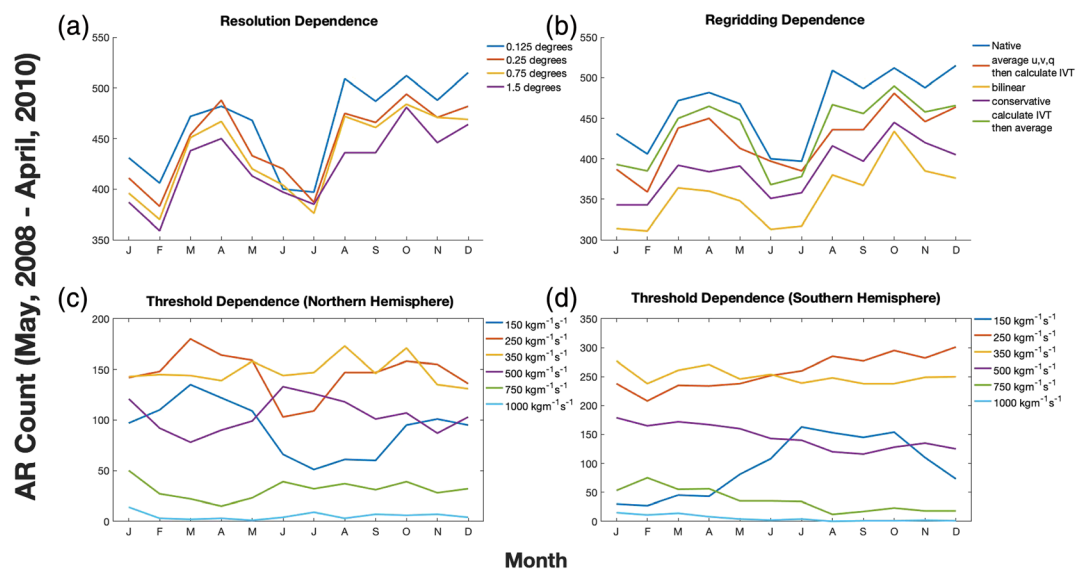 AR Count (May, 2008 - April, 2010)
(a)
Resolution Dependence
550
500
450
400
350
J F M A M J J A S O N D
0.125 degrees
0.25 degrees
0.75 degrees
1.5 degrees
(b)
Regridding Dependence
550
500
450
400
350
300
J F M A M J J A S O N D
Native
average u,v,q
then calculate IVT
bilinear
conservative
calculate IVT
then average
(c)
Threshold Dependence (Northern Hemisphere)
200
150
100
50
0
J F M A M J J A S O N D
150 kgm⁻¹s⁻¹
250 kgm⁻¹s⁻¹
350 kgm⁻¹s⁻¹
500 kgm⁻¹s⁻¹
750 kgm⁻¹s⁻¹
1000 kgm⁻¹s⁻¹
(d)
Threshold Dependence (Southern Hemisphere)
350
300
250
200
150
100
50
0
J F M A M J J A S O N D
150 kgm⁻¹s⁻¹
250 kgm⁻¹s⁻¹
350 kgm⁻¹s⁻¹
500 kgm⁻¹s⁻¹
750 kgm⁻¹s⁻¹
1000 kgm⁻¹s⁻¹
Month